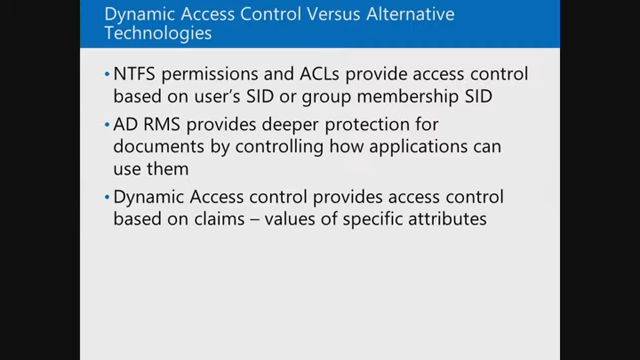 Dynamic Access Control Versus Alternative
Technologies
• NTFS permissions and ACLs provide access control
based on user's SID or group membership SID
• AD RMS provides deeper protection for
documents by controlling how applications can
use them
• Dynamic Access control provides access control
based on claims – values of specific attributes